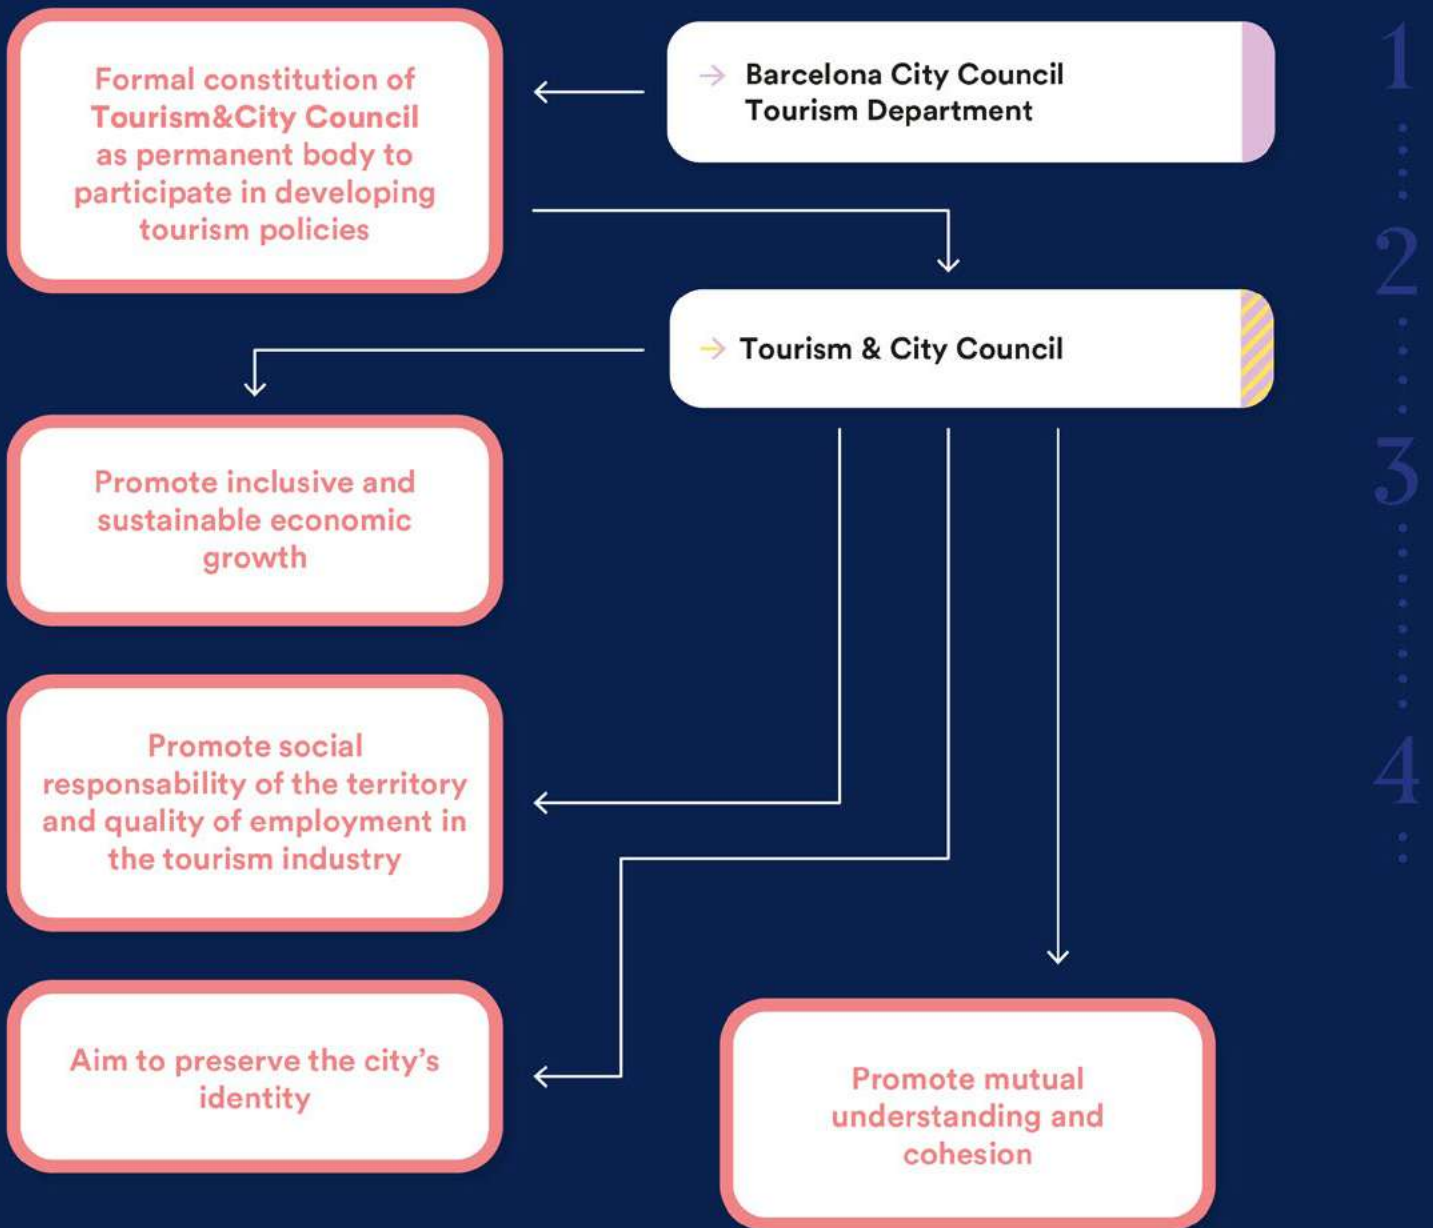 Formal constitution of
Tourism&City Council
as permanent body to
participate in developing
tourism policies
→ Barcelona City Council
Tourism Department
→ Tourism & City Council
Promote inclusive and
sustainable economic
growth
Promote social
responsability of the territory
and quality of employment in
the tourism industry
Aim to preserve the city’s
identity
Promote mutual
understanding and
cohesion
1
2
3
4